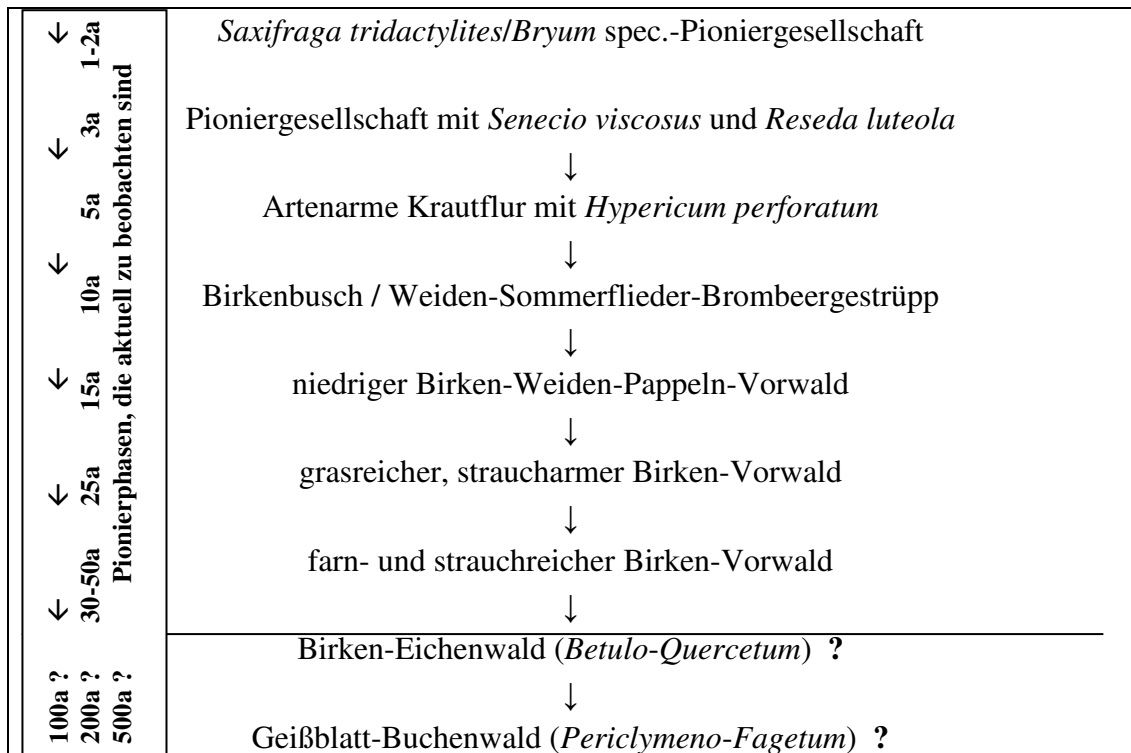 Saxifraga tridactylites/Bryum spec.-Pioniergesellschaft
Pioniergesellschaft mit Senecio viscosus und Reseda luteola
↓
Artenarme Krautflur mit Hypericum perforatum
↓
Birkenbusch / Weiden-Sommerflieder-Brombeergestrüpp
↓
niedriger Birken-Weiden-Pappeln-Vorwald
↓
grasreicher, straucharmer Birken-Vorwald
↓
farn- und strauchreicher Birken-Vorwald
↓
Birken-Eichenwald (Betulo-Quercetum) ?
↓
Geißblatt-Buchenwald (Periclymeno-Fagetum) ?
← ← ← ← ← ←
30-50a 25a 15a 10a 5a 3a 1-2a
Pionierphasen, die aktuell zu beobachten sind
100a ?
200a ?
500a ?